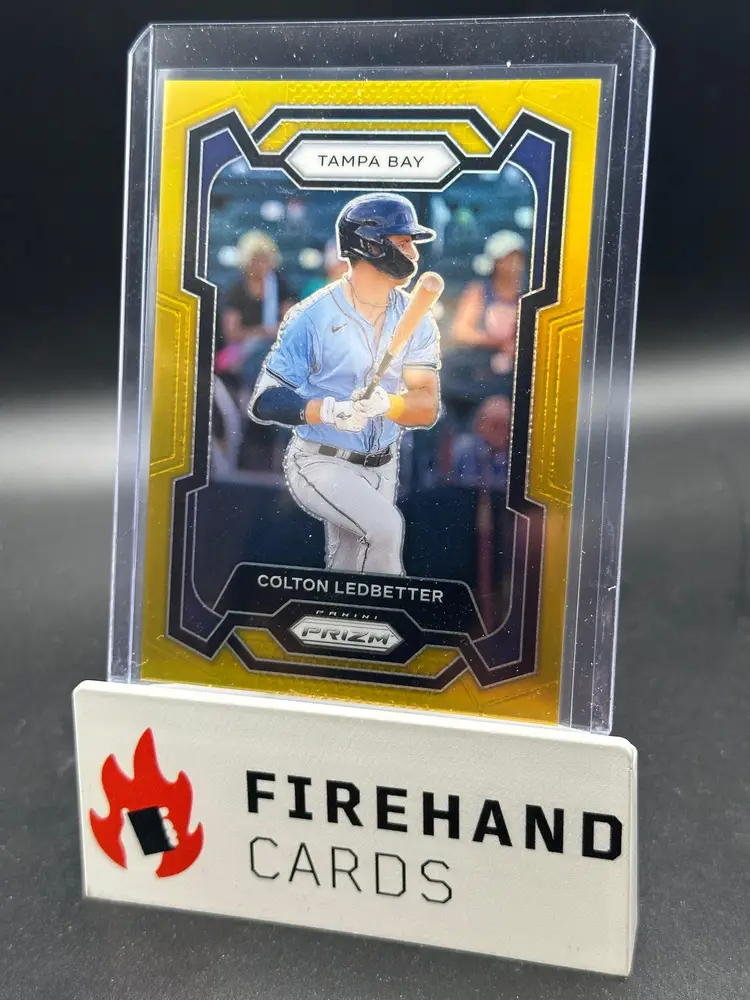 TAMPA BAY
COLTON LEDBETTER
PANINI
PRIZM
FIREHAND
CARDS